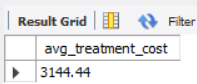 Result Grid Filter
avg_treatment_cost
3144.44